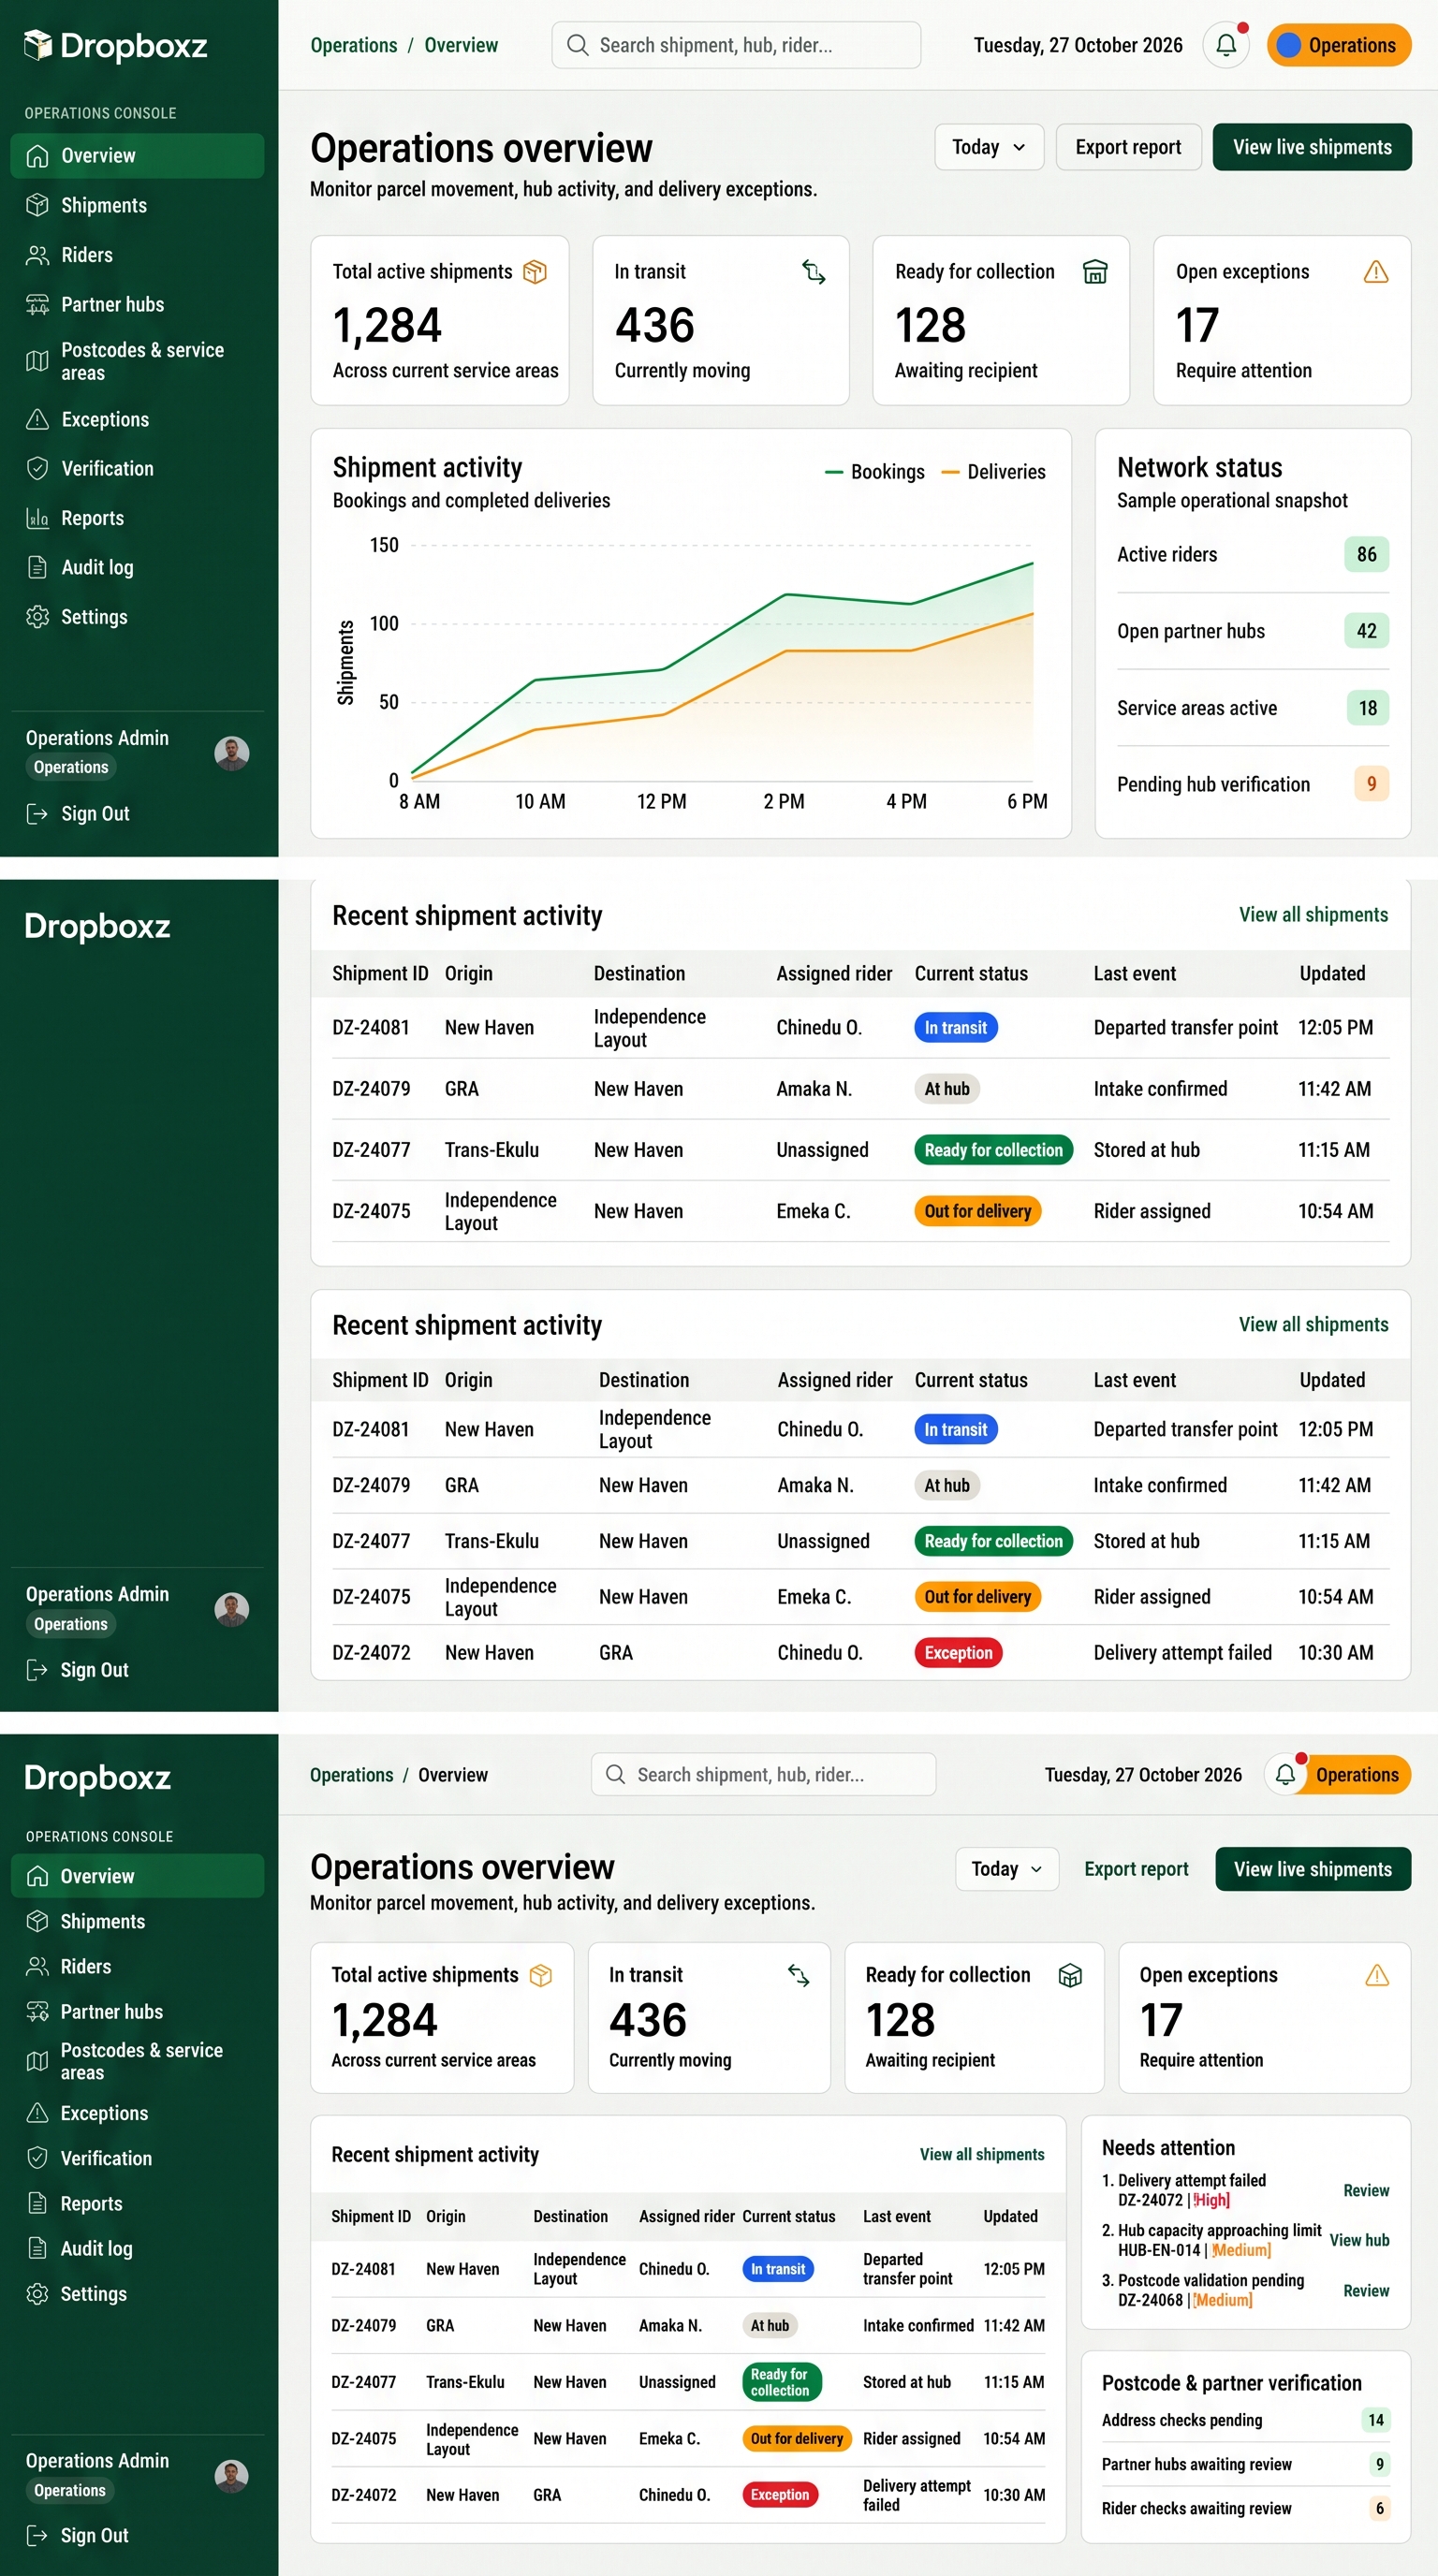 Dropboxz
OPERATIONS CONSOLE
Overview
Shipments
Riders
Partner hubs
Postcodes & service
areas
Exceptions
Verification
Reports
Audit log
Settings
Operations Admin
Operations
Sign Out
Operations / Overview
Search shipment, hub, rider...
Tuesday, 27 October 2026
Operations
Operations overview
Monitor parcel movement, hub activity, and delivery exceptions.
Today
Export report
View live shipments
Total active shipments
1,284
Across current service areas
In transit
436
Currently moving
Ready for collection
128
Awaiting recipient
Open exceptions
17
Require attention
Shipment activity
Bookings and completed deliveries
Bookings
Deliveries
Shipments
150
100
50
0
8 AM
10 AM
12 PM
2 PM
4 PM
6 PM
Network status
Sample operational snapshot
Active riders 86
Open partner hubs 42
Service areas active 18
Pending hub verification 9
Dropboxz
Operations Admin
Operations
Sign Out
Recent shipment activity
View all shipments
Shipment ID Origin Destination Assigned rider Current status Last event Updated
DZ-24081 New Haven Independence Layout Chinedu O. In transit Departed transfer point 12:05 PM
DZ-24079 GRA New Haven Amaka N. At hub Intake confirmed 11:42 AM
DZ-24077 Trans-Ekulu New Haven Unassigned Ready for collection Stored at hub 11:15 AM
DZ-24075 Independence Layout New Haven Emeka C. Out for delivery Rider assigned 10:54 AM
Recent shipment activity
View all shipments
Shipment ID Origin Destination Assigned rider Current status Last event Updated
DZ-24081 New Haven Independence Layout Chinedu O. In transit Departed transfer point 12:05 PM
DZ-24079 GRA New Haven Amaka N. At hub Intake confirmed 11:42 AM
DZ-24077 Trans-Ekulu New Haven Unassigned Ready for collection Stored at hub 11:15 AM
DZ-24075 Independence Layout New Haven Emeka C. Out for delivery Rider assigned 10:54 AM
DZ-24072 New Haven GRA Chinedu O. Exception Delivery attempt failed 10:30 AM
Dropboxz
OPERATIONS CONSOLE
Overview
Shipments
Riders
Partner hubs
Postcodes & service
areas
Exceptions
Verification
Reports
Audit log
Settings
Operations Admin
Operations
Sign Out
Operations / Overview
Search shipment, hub, rider...
Tuesday, 27 October 2026
Operations
Operations overview
Monitor parcel movement, hub activity, and delivery exceptions.
Today
Export report
View live shipments
Total active shipments
1,284
Across current service areas
In transit
436
Currently moving
Ready for collection
128
Awaiting recipient
Open exceptions
17
Require attention
Recent shipment activity
View all shipments
Shipment ID Origin Destination Assigned rider Current status Last event Updated
DZ-24081 New Haven Independence Layout Chinedu O. In transit Departed transfer point 12:05 PM
DZ-24079 GRA New Haven Amaka N. At hub Intake confirmed 11:42 AM
DZ-24077 Trans-Ekulu New Haven Unassigned Ready for collection Stored at hub 11:15 AM
DZ-24075 Independence Layout New Haven Emeka C. Out for delivery Rider assigned 10:54 AM
DZ-24072 New Haven GRA Chinedu O. Exception Delivery attempt failed 10:30 AM
Needs attention
1. Delivery attempt failed
DZ-24072 | [High]
Review
2. Hub capacity approaching limit
HUB-EN-014 | [Medium]
View hub
3. Postcode validation pending
DZ-24068 | [Medium]
Review
Postcode & partner verification
Address checks pending 14
Partner hubs awaiting review 9
Rider checks awaiting review 6